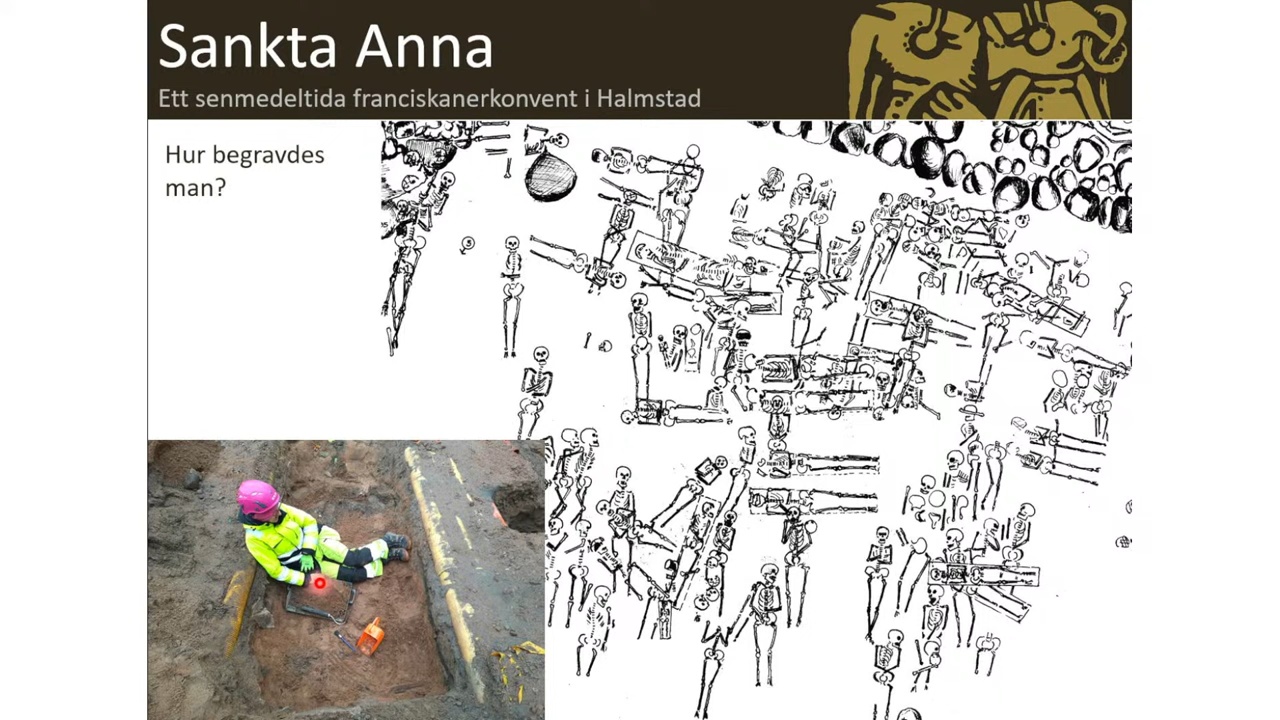 Sankta Anna
Ett senmedeltida franciskanerkonvent i Halmstad
Hur begravdes
man?